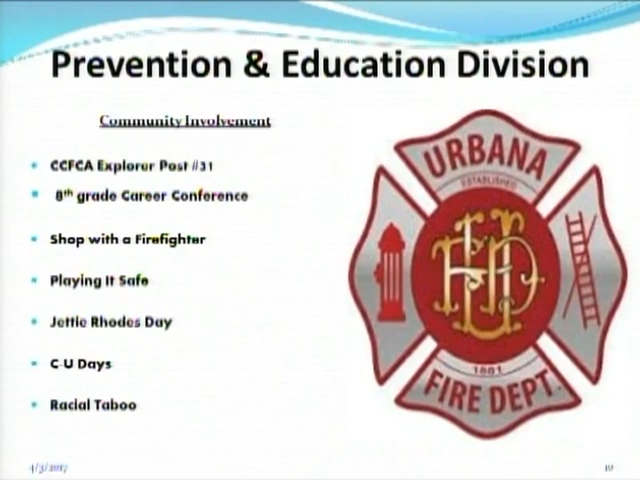 Prevention & Education Division
Community Involvement
CCFCA Explorer Post #31
8th grade Career Conference
Shop with a Firefighter
Playing It Safe
Jettie Rhodes Day
C-U Days
Racial Taboo
URBANA
ESTABLISHED
UFD
1881
FIRE DEPT.
4/3/2017
10